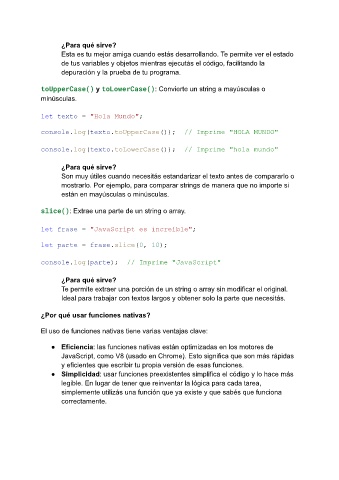 ¿Para qué sirve?
Esta es tu mejor amiga cuando estás desarrollando. Te permite ver el estado
de tus variables y objetos mientras ejecutás el código, facilitando la
depuración y la prueba de tu programa.
toUpperCase() y toLowerCase(): Convierte un string a mayúsculas o
minúsculas.
let texto = "Hola Mundo";
console.log(texto.toUpperCase()); // Imprime "HOLA MUNDO"
console.log(texto.toLowerCase()); // Imprime "hola mundo"
¿Para qué sirve?
Son muy útiles cuando necesitás estandarizar el texto antes de compararlo o
mostrarlo. Por ejemplo, para comparar strings de manera que no importe si
están en mayúsculas o minúsculas.
slice(): Extrae una parte de un string o array.
let frase = "JavaScript es increíble";
let parte = frase.slice(0, 10);
console.log(parte); // Imprime "JavaScript"
¿Para qué sirve?
Te permite extraer una porción de un string o array sin modificar el original.
Ideal para trabajar con textos largos y obtener solo la parte que necesitás.
¿Por qué usar funciones nativas?
El uso de funciones nativas tiene varias ventajas clave:
● Eficiencia: las funciones nativas están optimizadas en los motores de
JavaScript, como V8 (usado en Chrome). Esto significa que son más rápidas
y eficientes que escribir tu propia versión de esas funciones.
● Simplicidad: usar funciones preexistentes simplifica el código y lo hace más
legible. En lugar de tener que reinventar la lógica para cada tarea,
simplemente utilizás una función que ya existe y que sabés que funciona
correctamente.